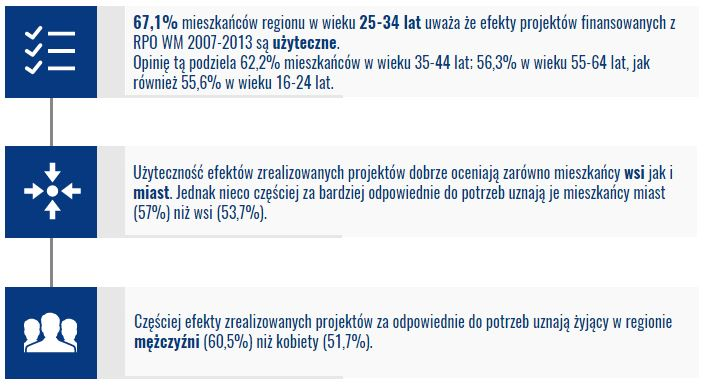 67,1% mieszkańców regionu w wieku 25-34 lat uważa że efekty projektów finansowanych z
RPO WM 2007-2013 są użyteczne.
Opinię tą podziela 62,2% mieszkańców w wieku 35-44 lat; 56,3% w wieku 55-64 lat, jak
również 55,6% w wieku 16-24 lat.
Użyteczność efektów zrealizowanych projektów dobrze oceniają zarówno mieszkańcy wsi jak i
miast. Jednak nieco częściej za bardziej odpowiednie do potrzeb uznają je mieszkańcy miast
(57%) niż wsi (53,7%).
Częściej efekty zrealizowanych projektów za odpowiednie do potrzeb uznają żyjący w regionie
mężczyźni (60,5%) niż kobiety (51,7%).